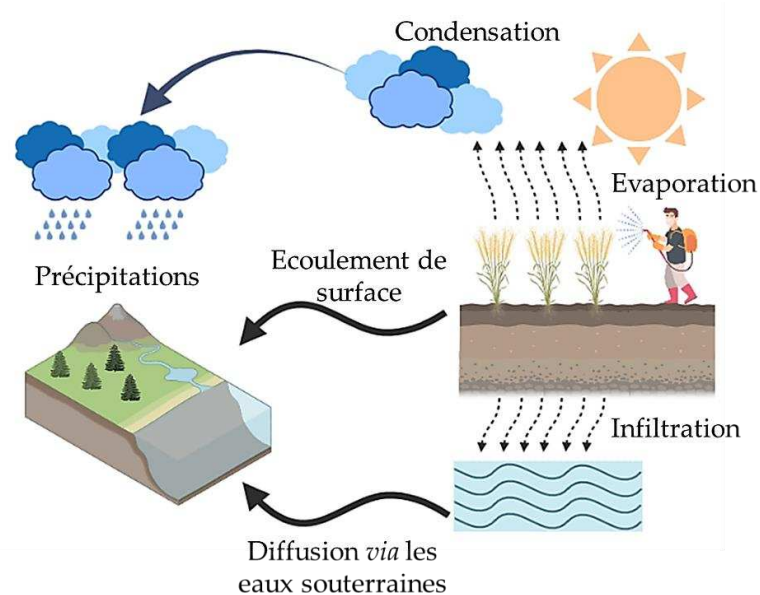 Condensation
Evaporation
Précipitations
Ecoulement de
surface
Infiltration
Diffusion via les
eaux souterraines